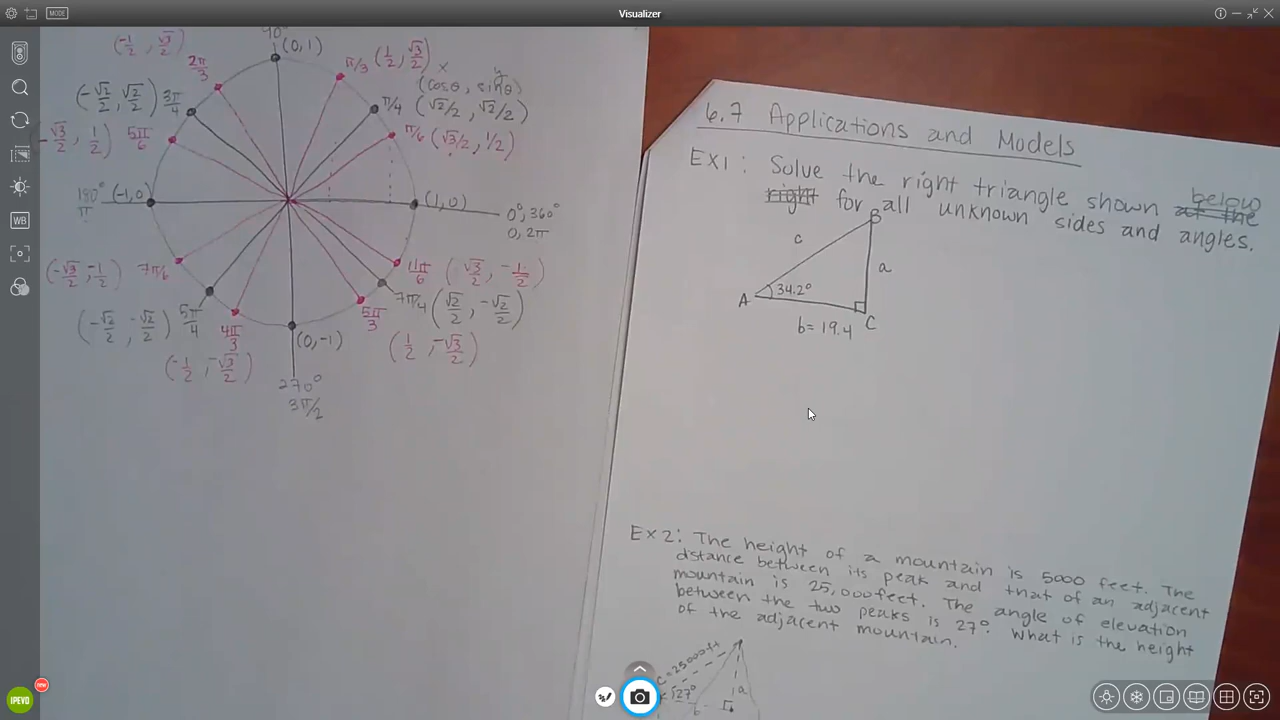 MODE
Visualizer
90°
(0,1)
(-1/2, √3/2)
2π/3
π/3 (1/2, √3/2)
x y
(cosθ, sinθ)
(-√2/2, √2/2) 3π/4
π/4 (√2/2, √2/2)
(-√3/2, 1/2) 5π/6
π/6 (√3/2, 1/2)
180° (-1,0)
π
(1,0)
0°, 360°
0, 2π
(-√3/2, -1/2) 7π/6
11π/6 (√3/2, -1/2)
(-√2/2, -√2/2) 5π/4
7π/4 (√2/2, -√2/2)
4π/3
5π/3
(-1/2, -√3/2)
(0,-1)
(1/2, -√3/2)
270°
3π/2
6.7 Applications and Models
EX1: Solve the right triangle shown at the below
right for all unknown sides and angles.
B
c
a
A 34.2°
b= 19.4 C
EX2: The height of a mountain is 5000 feet. The
distance between its peak and that of an adjacent
mountain is 25,000 feet. The angle of elevation
between the two peaks is 27°. What is the height
of the adjacent mountain.
c=25000ft
27°
a
b
WB
IPEVO
new